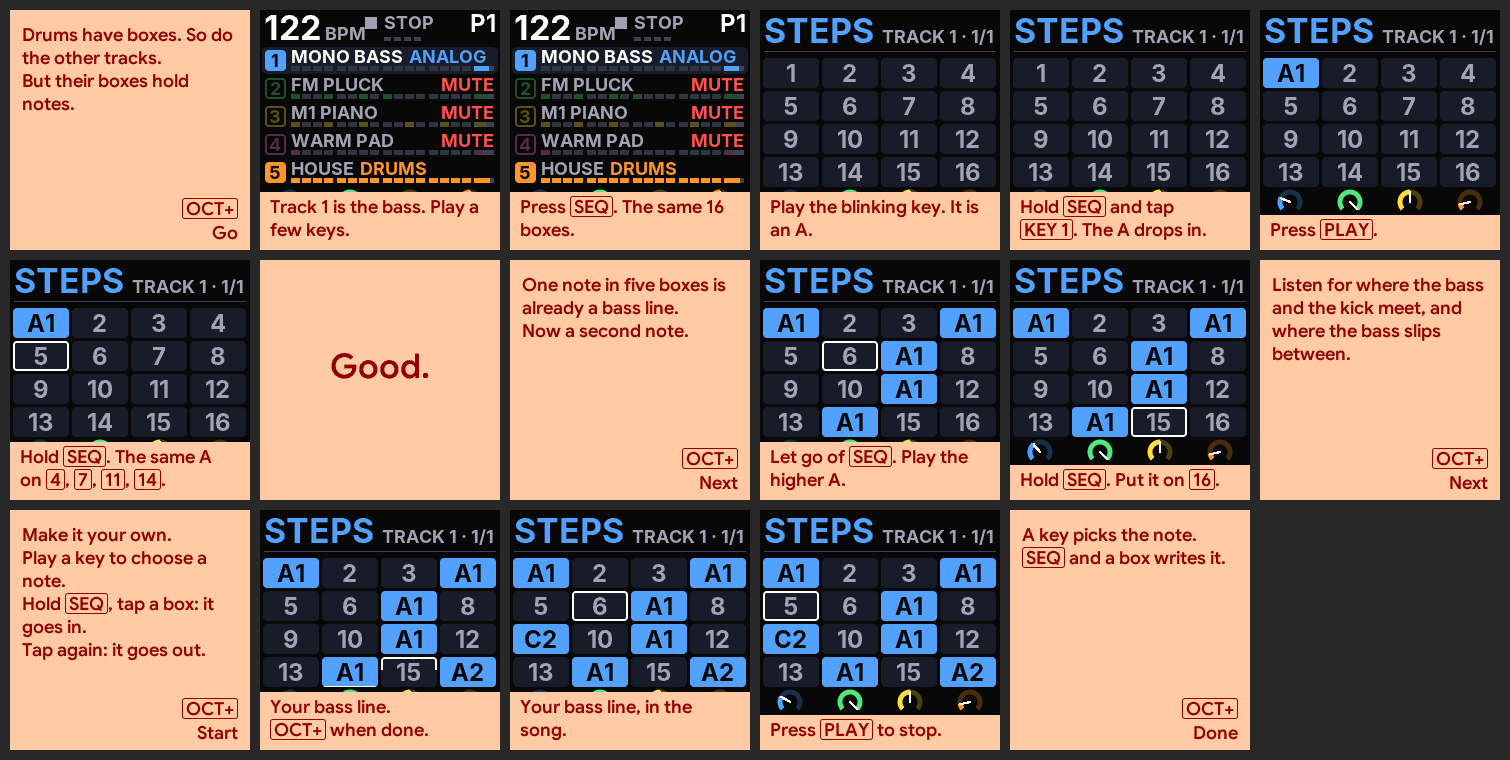 Drums have boxes. So do
the other tracks.
But their boxes hold
notes.
OCT+
Go
122 BPM STOP P1
1 MONO BASS ANALOG
2 FM PLUCK MUTE
3 M1 PIANO MUTE
4 WARM PAD MUTE
5 HOUSE DRUMS
Track 1 is the bass. Play a
few keys.
122 BPM STOP P1
1 MONO BASS ANALOG
2 FM PLUCK MUTE
3 M1 PIANO MUTE
4 WARM PAD MUTE
5 HOUSE DRUMS
Press SEQ. The same 16
boxes.
STEPS TRACK 1 · 1/1
1 2 3 4
5 6 7 8
9 10 11 12
13 14 15 16
Play the blinking key. It is
an A.
STEPS TRACK 1 · 1/1
1 2 3 4
5 6 7 8
9 10 11 12
13 14 15 16
Hold SEQ and tap
KEY 1. The A drops in.
STEPS TRACK 1 · 1/1
A1 2 3 4
5 6 7 8
9 10 11 12
13 14 15 16
Press PLAY.
STEPS TRACK 1 · 1/1
A1 2 3 4
5 6 7 8
9 10 11 12
13 14 15 16
Hold SEQ. The same A
on 4, 7, 11, 14.
Good.
One note in five boxes is
already a bass line.
Now a second note.
OCT+
Next
STEPS TRACK 1 · 1/1
A1 2 3 A1
5 6 A1 8
9 10 A1 12
13 A1 15 16
Let go of SEQ. Play the
higher A.
STEPS TRACK 1 · 1/1
A1 2 3 A1
5 6 A1 8
9 10 A1 12
13 A1 15 16
Hold SEQ. Put it on 16.
Listen for where the bass
and the kick meet, and
where the bass slips
between.
OCT+
Next
Make it your own.
Play a key to choose a
note.
Hold SEQ, tap a box: it
goes in.
Tap again: it goes out.
OCT+
Start
STEPS TRACK 1 · 1/1
A1 2 3 A1
5 6 A1 8
9 10 A1 12
13 A1 15 A2
Your bass line.
OCT+ when done.
STEPS TRACK 1 · 1/1
A1 2 3 A1
5 6 A1 8
C2 10 A1 12
13 A1 15 A2
Your bass line, in the
song.
STEPS TRACK 1 · 1/1
A1 2 3 A1
5 6 A1 8
C2 10 A1 12
13 A1 15 A2
Press PLAY to stop.
A key picks the note.
SEQ and a box writes it.
OCT+
Done